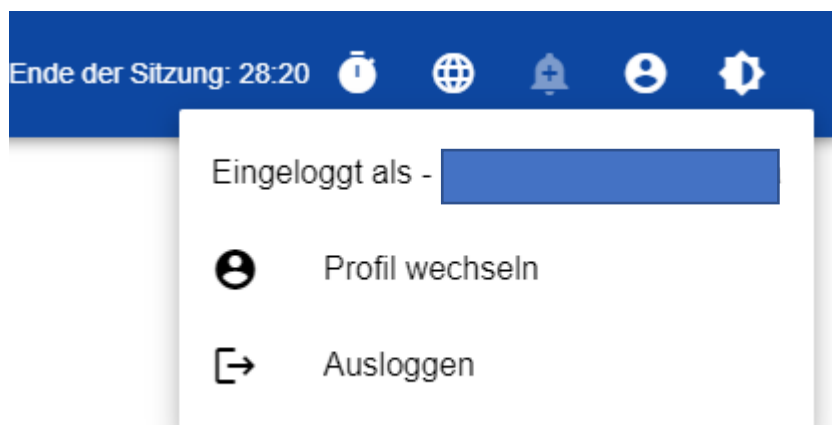 Ende der Sitzung: 28:20
Eingeloggt als -
Profil wechseln
Ausloggen